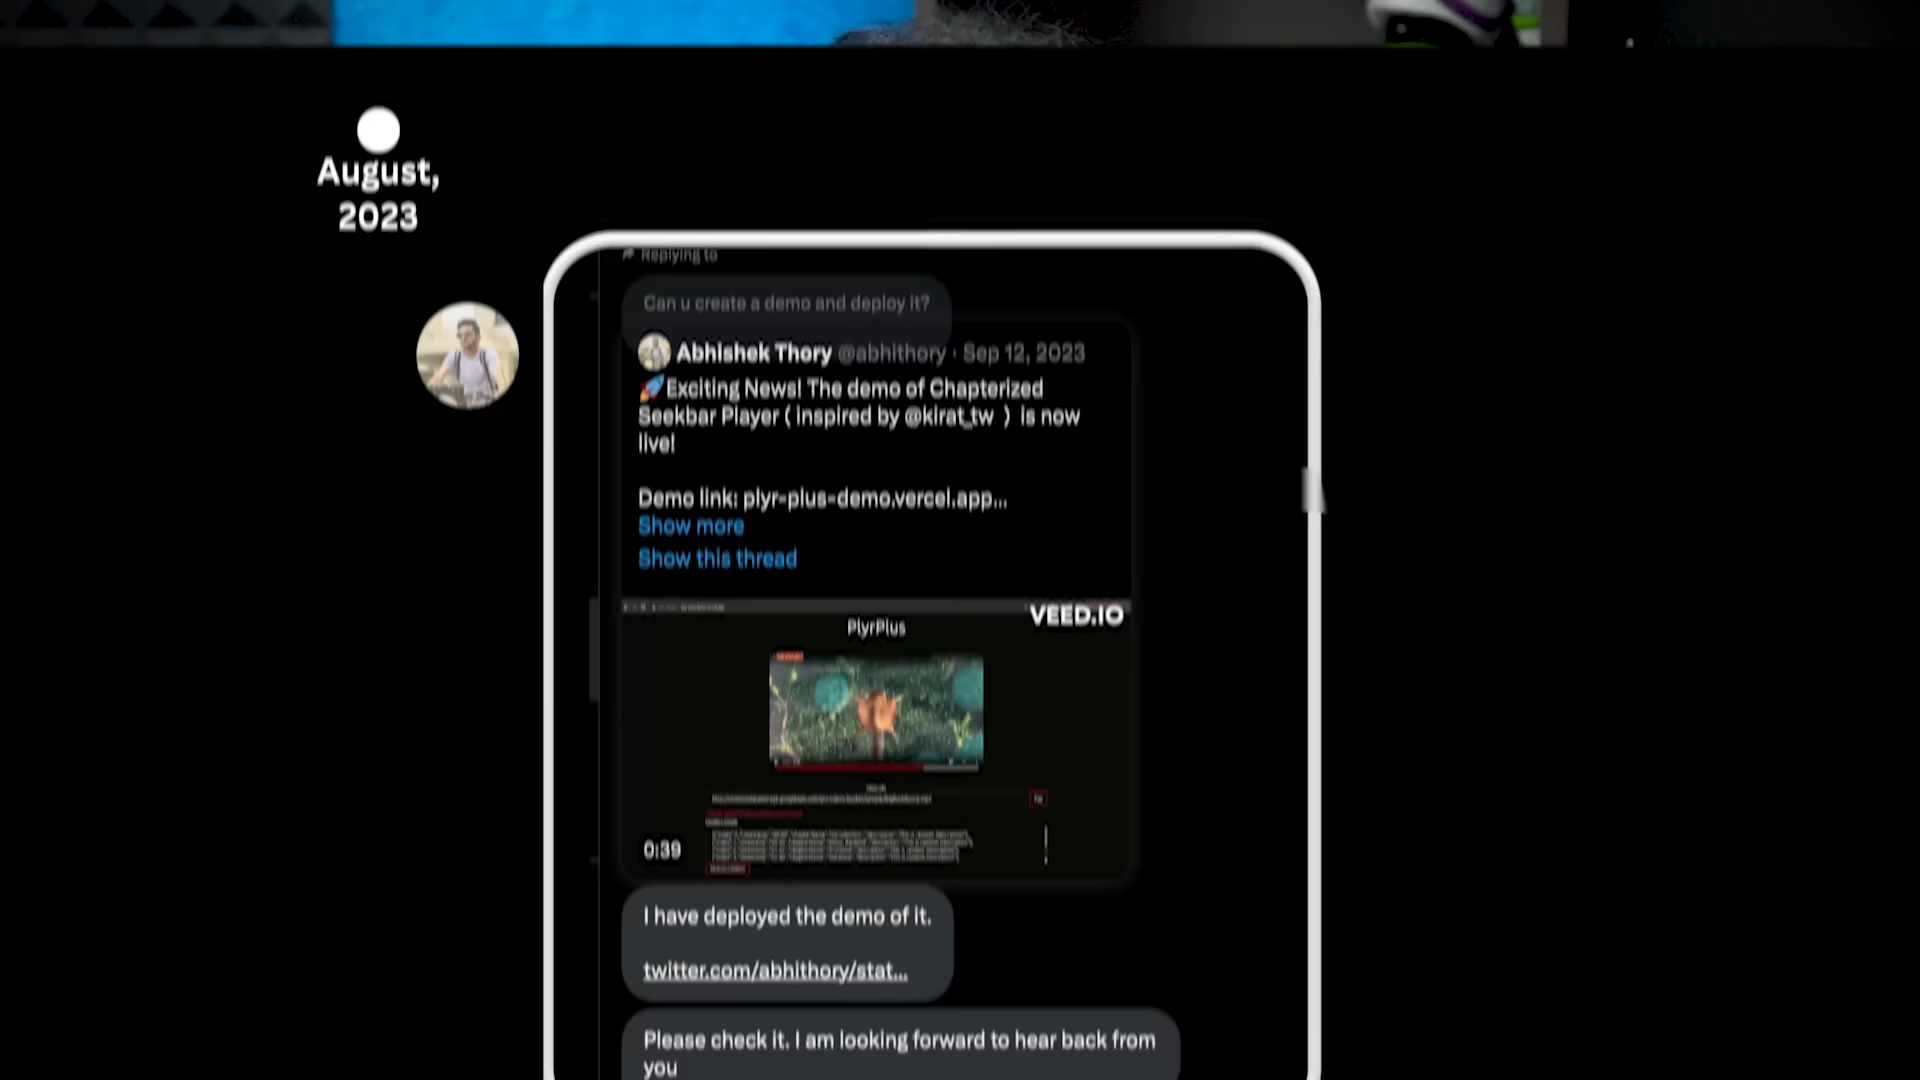 August,
2023
Replying to
Can u create a demo and deploy it?
Abhishek Thory @abhithory · Sep 12, 2023
🚀Exciting News! The demo of Chapterized
Seekbar Player ( inspired by @kirat_tw ) is now
live!
Demo link: plyr-plus-demo.vercel.app...
Show more
Show this thread
VEED.IO
PlyrPlus
0:39
I have deployed the demo of it.
twitter.com/abhithory/stat...
Please check it. I am looking forward to hear back from
you